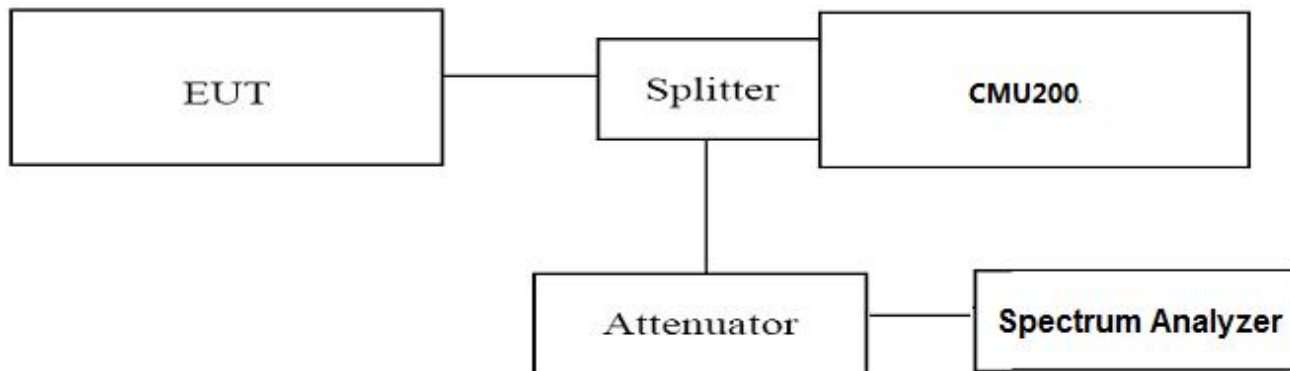 EUT
Splitter
CMU200
Attenuator
Spectrum Analyzer